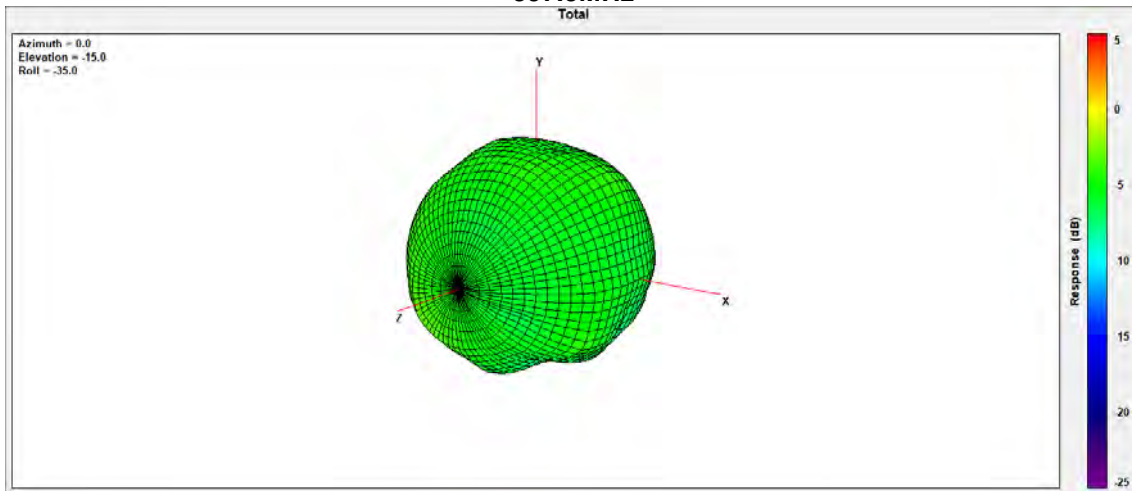 Total
Azimuth = 0.0
Elevation = -15.0
Roll = -35.0
Y
X
Z
5
0
-5
-10
-15
-20
-25
Response (dB)